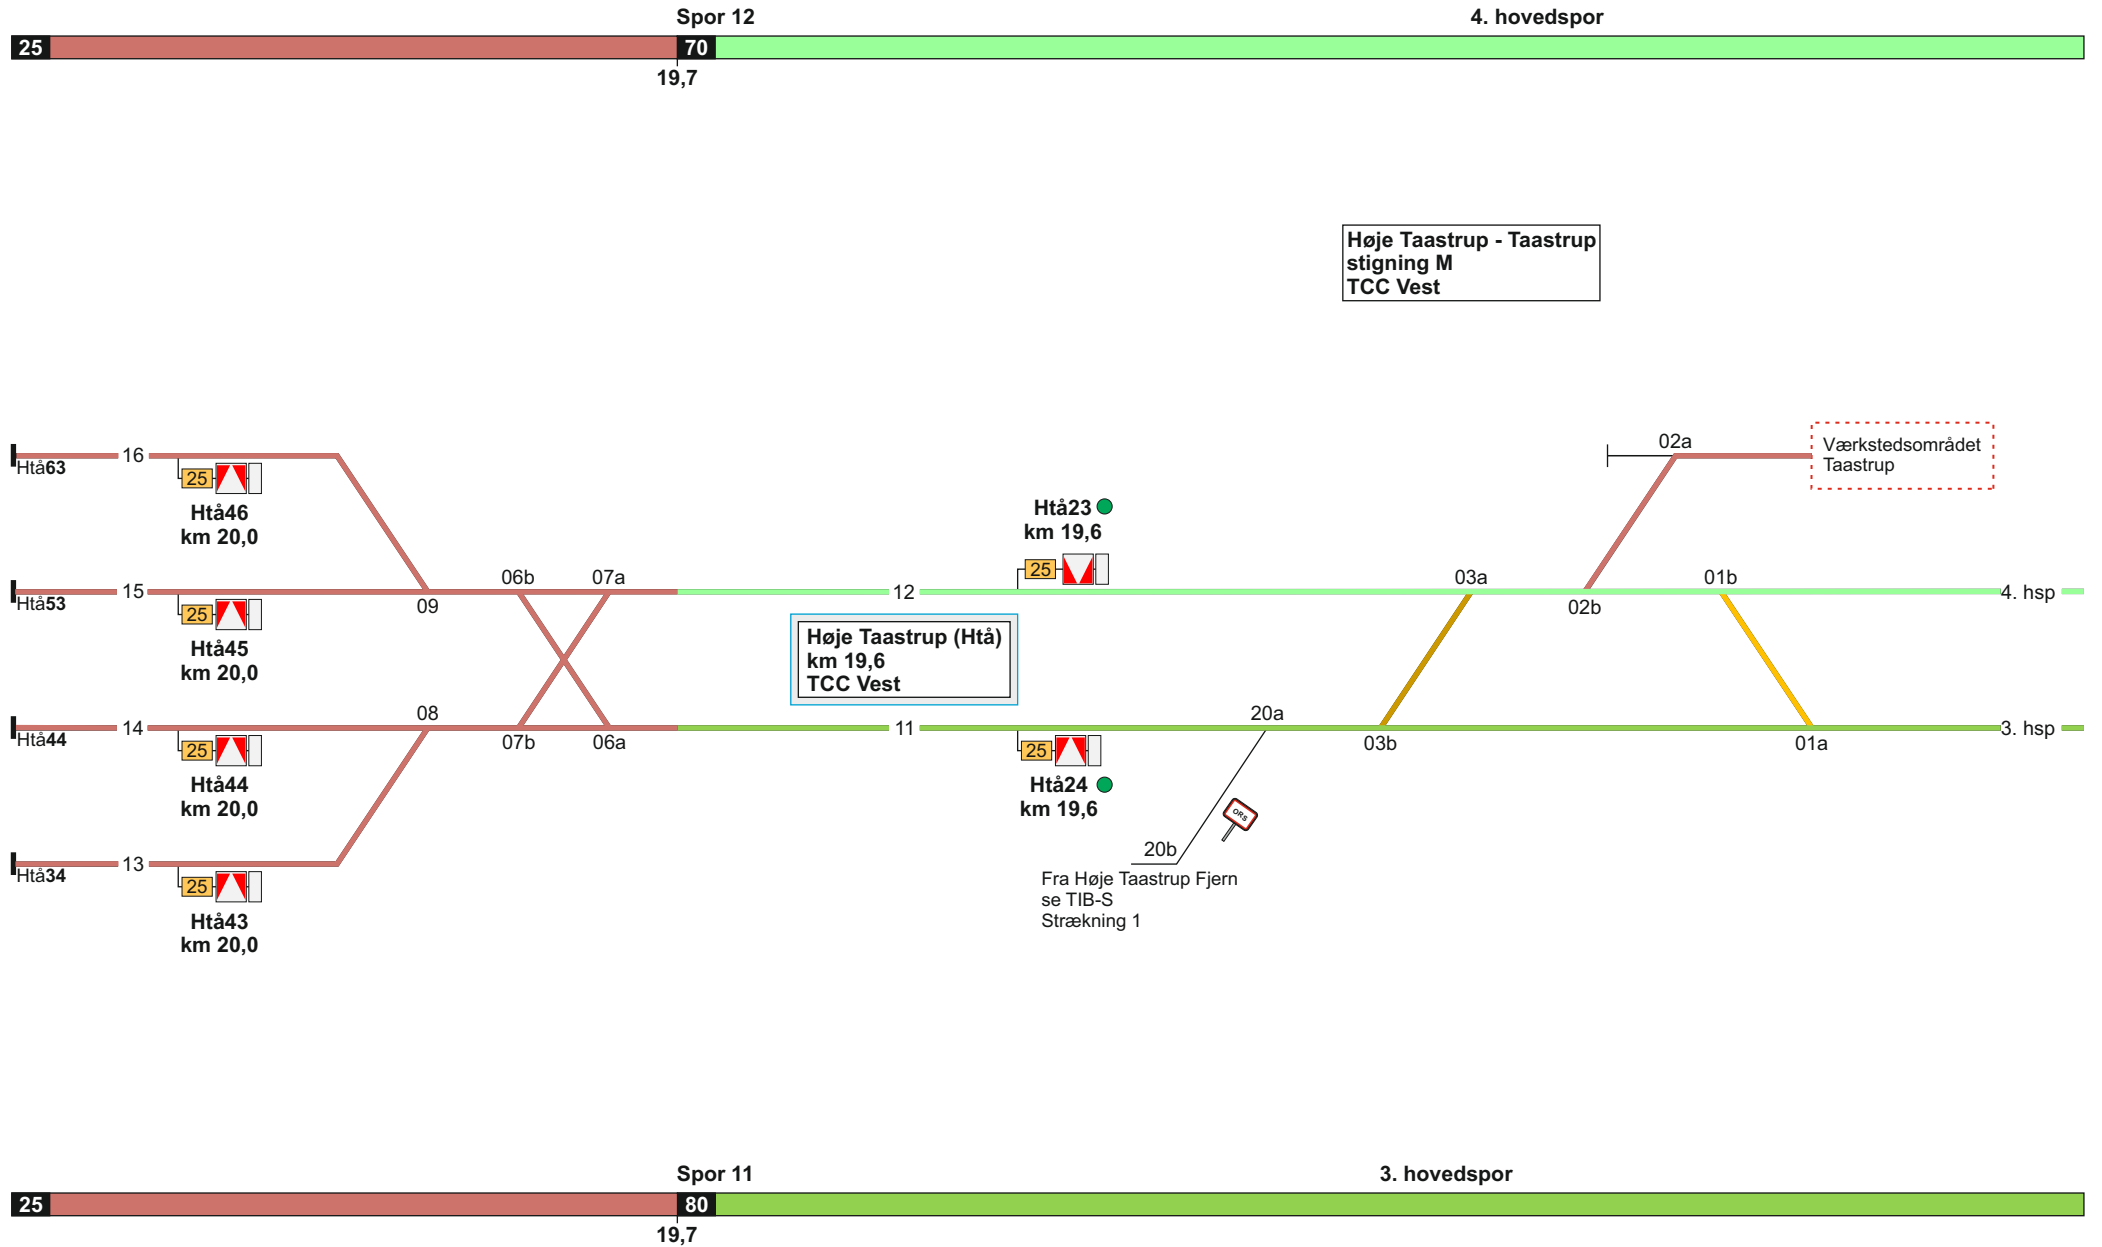 Spor 12
4. hovedspor
25
70
19,7
Høje Taastrup - Taastrup
stigning M
TCC Vest
16
Htå63
25
Htå46
km 20,0
02a
Værkstedsområdet
Taastrup
Htå23
km 19,6
25
15
Htå53
25
Htå45
km 20,0
09
06b
07a
12
03a
02b
01b
4. hsp
Høje Taastrup (Htå)
km 19,6
TCC Vest
14
Htå44
25
Htå44
km 20,0
08
07b
06a
11
25
Htå24
km 19,6
20a
03b
01a
3. hsp
ORS
20b
Fra Høje Taastrup Fjern
se TIB-S
Strækning 1
13
Htå34
25
Htå43
km 20,0
Spor 11
3. hovedspor
25
80
19,7